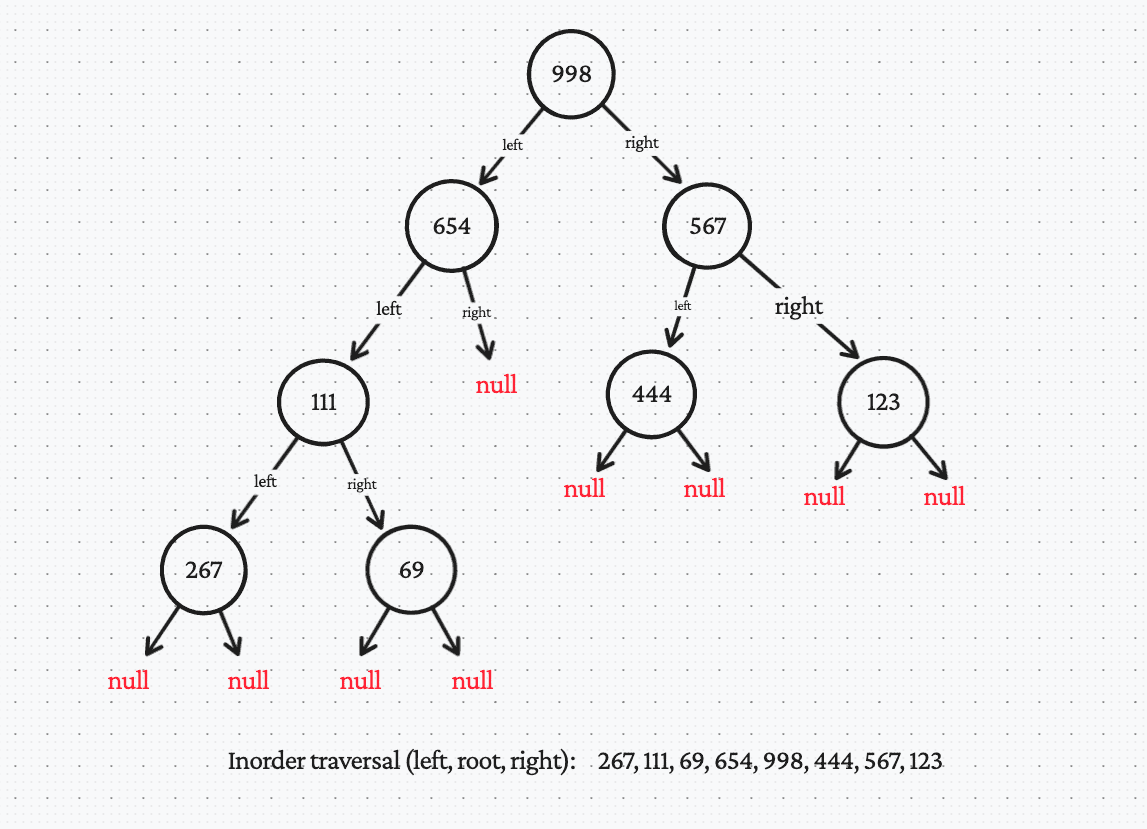 998
left right
654 567
left right left right
null
111 444 123
left right null null null null
267 69
null null null null
Inorder traversal (left, root, right): 267, 111, 69, 654, 998, 444, 567, 123